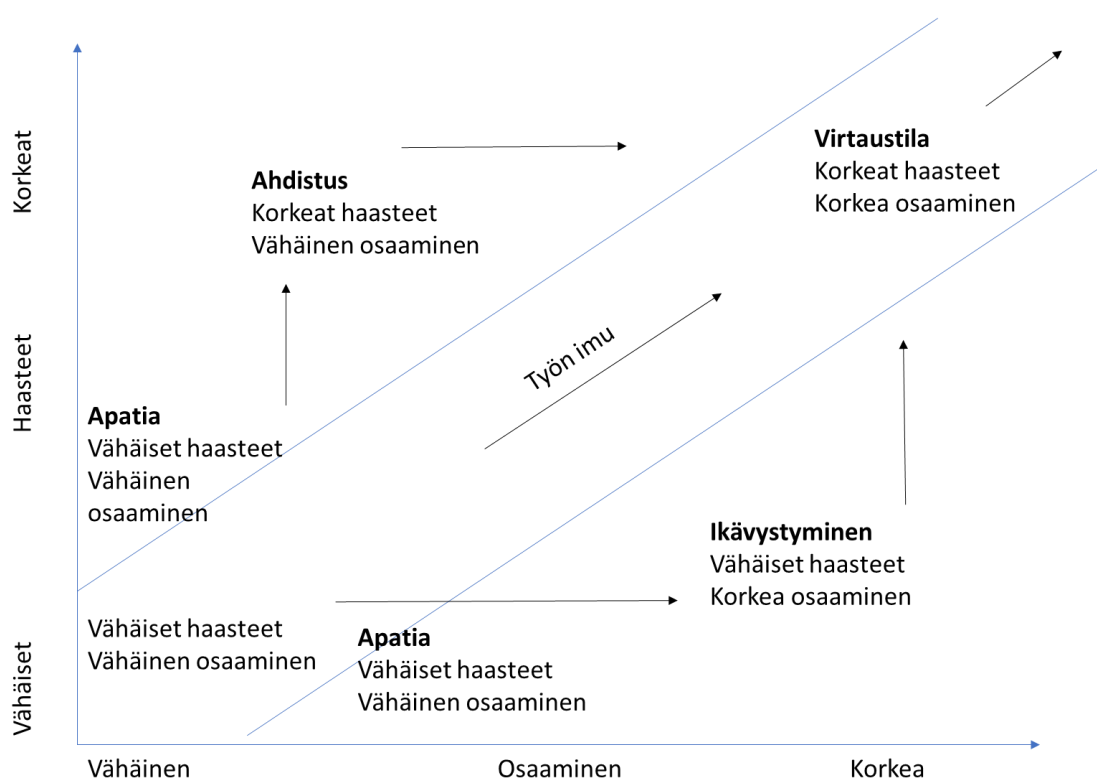 Korkeat
Haasteet
Vähäiset
Ahdistus
Korkeat haasteet
Vähäinen osaaminen
Virtaustila
Korkeat haasteet
Korkea osaaminen
Työn imu
Apatia
Vähäiset haasteet
Vähäinen
osaaminen
Ikävystyminen
Vähäiset haasteet
Korkea osaaminen
Vähäiset haasteet
Vähäinen osaaminen
Apatia
Vähäiset haasteet
Vähäinen osaaminen
Vähäinen
Osaaminen
Korkea